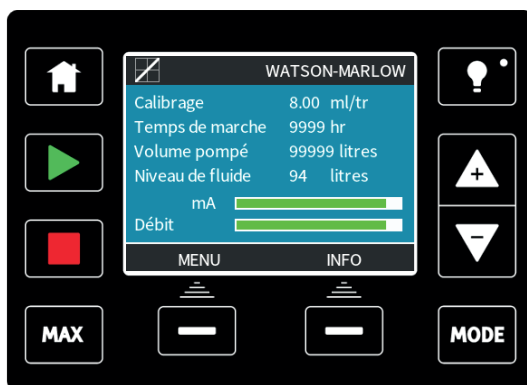 WATSON-MARLOW
Calibrage 8.00 ml/tr
Temps de marche 9999 hr
Volume pompé 99999 litres
Niveau de fluide 94 litres
mA
Débit
MENU INFO
MAX
MODE